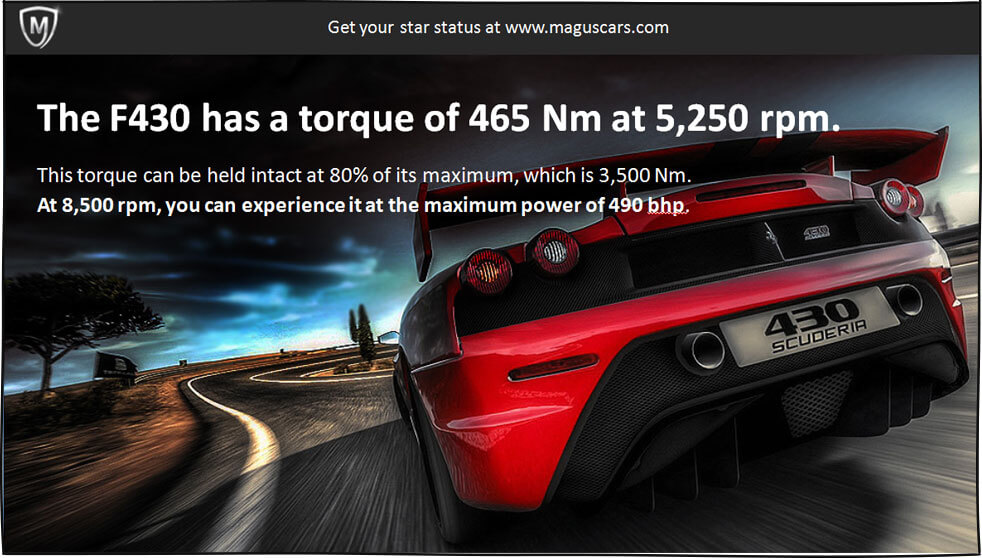 M
Get your star status at www.maguscars.com
The F430 has a torque of 465 Nm at 5,250 rpm.
This torque can be held intact at 80% of its maximum, which is 3,500 Nm.
At 8,500 rpm, you can experience it at the maximum power of 490 bhp.
430
430
SCUDERIA